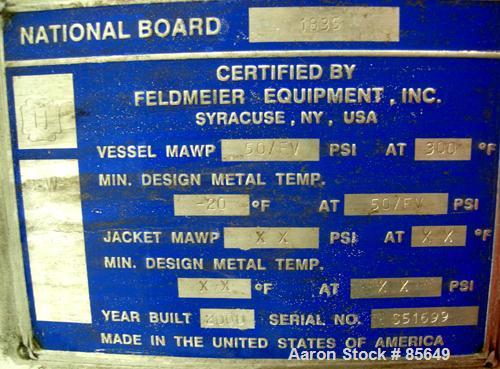 NATIONAL BOARD 1835
CERTIFIED BY
FELDMEIER EQUIPMENT, INC.
SYRACUSE, NY, USA
VESSEL MAWP 50/FV PSI AT 300 °F
MIN. DESIGN METAL TEMP.
-20 °F AT 50/FV PSI
JACKET MAWP X X PSI AT X X °F
MIN. DESIGN METAL TEMP.
X X °F AT X X PSI
YEAR BUILT 2000 SERIAL NO. S51699
MADE IN THE UNITED STATES OF AMERICA
Aaron Stock # 85649